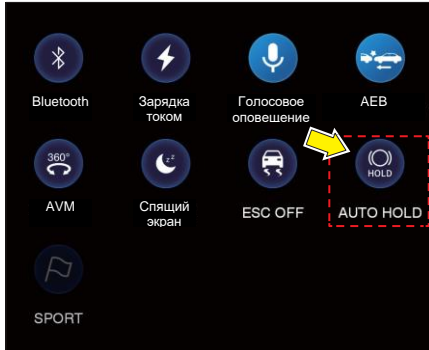 Bluetooth
Зарядка
током
Голосовое
оповещение
AEB
360°
AVM
z z
Спящий
экран
ESC OFF
HOLD
AUTO HOLD
SPORT